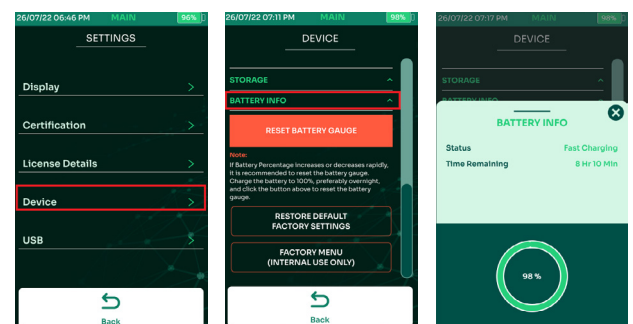 26/07/22 06:46 PM MAIN 96%
SETTINGS
Display >
Certification >
License Details >
Device >
USB >
Back
26/07/22 07:11 PM MAIN 98%
DEVICE
STORAGE
BATTERY INFO
RESET BATTERY GAUGE
Note:
If Battery Percentage increases or decreases rapidly,
it is recommended to reset the battery gauge.
Charge the battery to 100%, preferably overnight,
and click the button above to reset the battery
gauge.
RESTORE DEFAULT
FACTORY SETTINGS
FACTORY MENU
(INTERNAL USE ONLY)
Back
26/07/22 07:17 PM MAIN 98%
DEVICE
STORAGE
BATTERY INFO
BATTERY INFO
Status Fast Charging
Time Remaining 8 Hr 10 Min
98 %